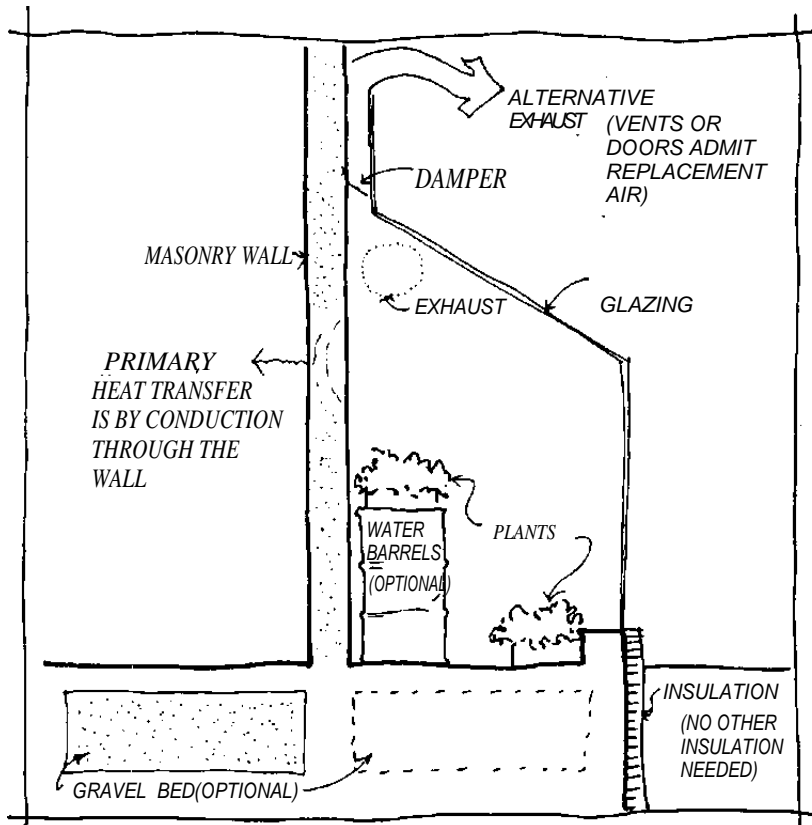 ALTERNATIVE
EXHAUST (VENTS OR
DOORS ADMIT
REPLACEMENT
AIR)
DAMPER
MASONRY WALL
EXHAUST
GLAZING
PRIMARY
HEAT TRANSFER
IS BY CONDUCTION
THROUGH THE
WALL
WATER
BARRELS
(OPTIONAL)
PLANTS
INSULATION
(NO OTHER
INSULATION
NEEDED)
GRAVEL BED(OPTIONAL)